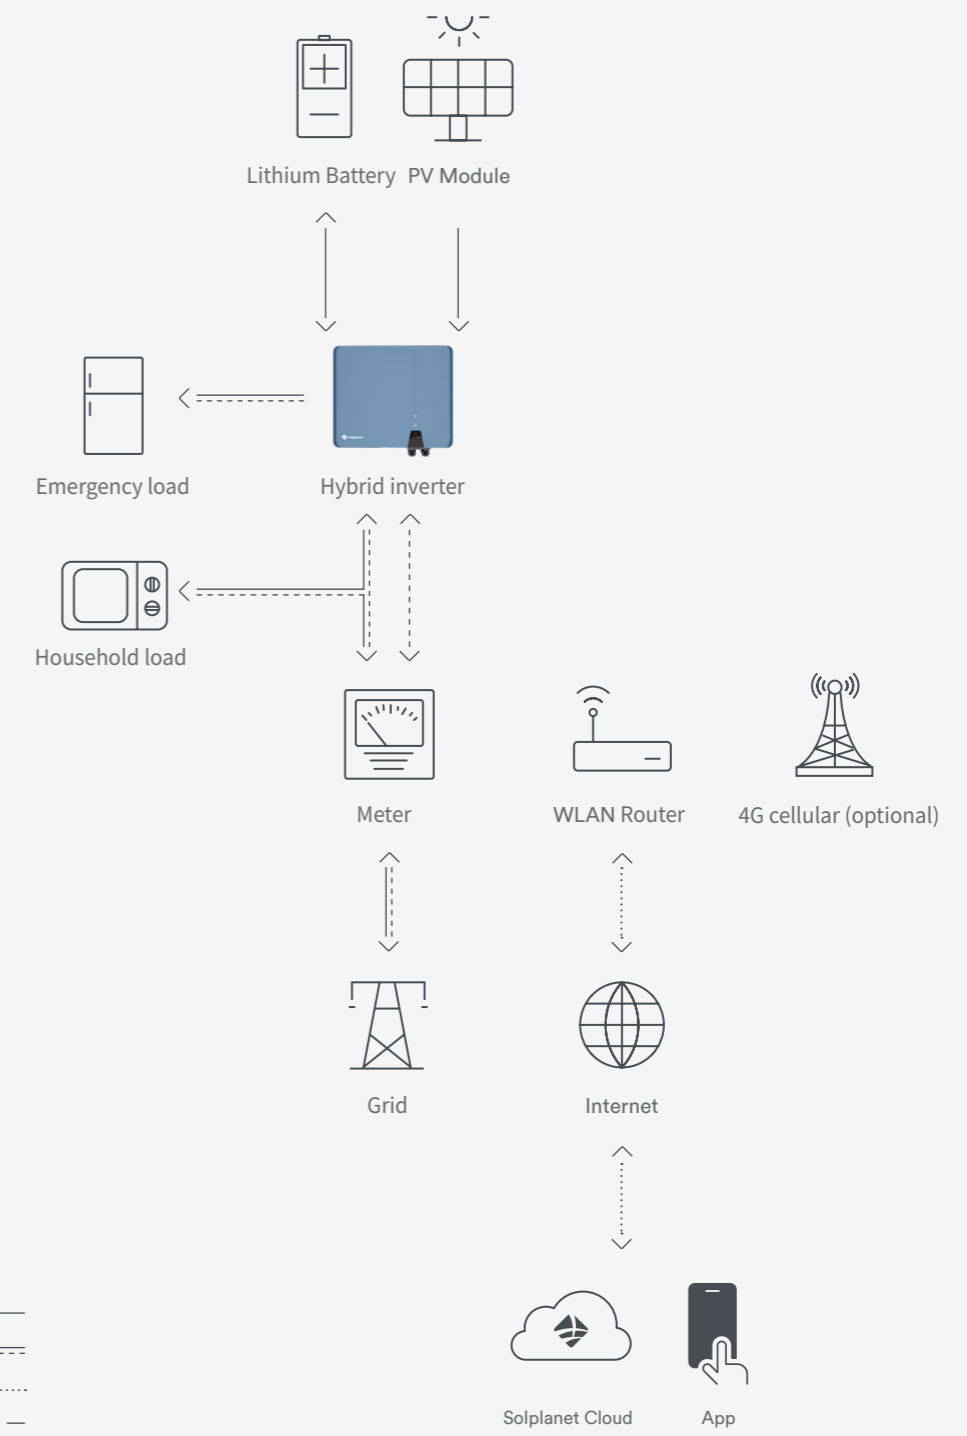 Lithium Battery PV Module
Emergency load
Hybrid inverter
Household load
Meter
WLAN Router
4G cellular (optional)
Grid
Internet
Solplanet Cloud
App